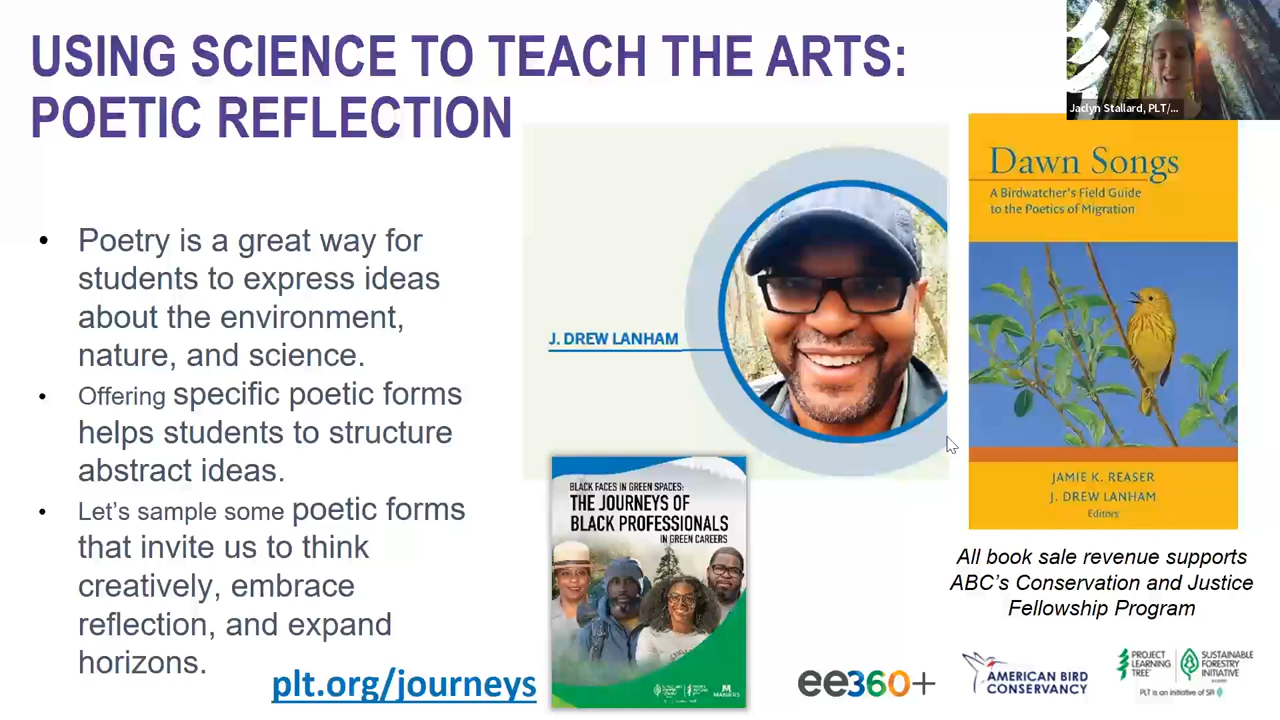 USING SCIENCE TO TEACH THE ARTS:
POETIC REFLECTION
Jaclyn Stallard, PLT/...
• Poetry is a great way for
students to express ideas
about the environment,
nature, and science.
• Offering specific poetic forms
helps students to structure
abstract ideas.
• Let's sample some poetic forms
that invite us to think
creatively, embrace
reflection, and expand
horizons.
plt.org/journeys
J. DREW LANHAM
BLACK FACES IN GREEN SPACES:
THE JOURNEYS OF
BLACK PROFESSIONALS
IN GREEN CAREERS
Dawn Songs
A Birdwatcher's Field Guide
to the Poetics of Migration
JAMIE K. REASER
J. DREW LANHAM
Editors
All book sale revenue supports
ABC's Conservation and Justice
Fellowship Program
ee360+
AMERICAN BIRD
CONSERVANCY
PROJECT
LEARNING
TREE
SUSTAINABLE
FORESTRY
INITIATIVE
PLT is an initiative of SFI